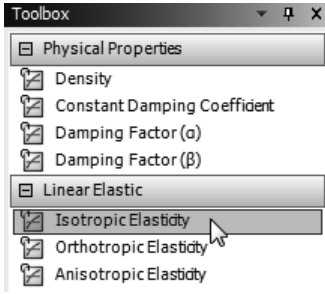 Toolbox
Physical Properties
Density
Constant Damping Coefficient
Damping Factor (α)
Damping Factor (β)
Linear Elastic
Isotropic Elasticity
Orthotropic Elasticity
Anisotropic Elasticity